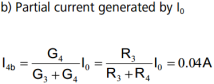 b) Partial current generated by I₀
I₄b = G₄ / (G₃ + G₄) I₀ = R₃ / (R₃ + R₄) I₀ = 0.04A